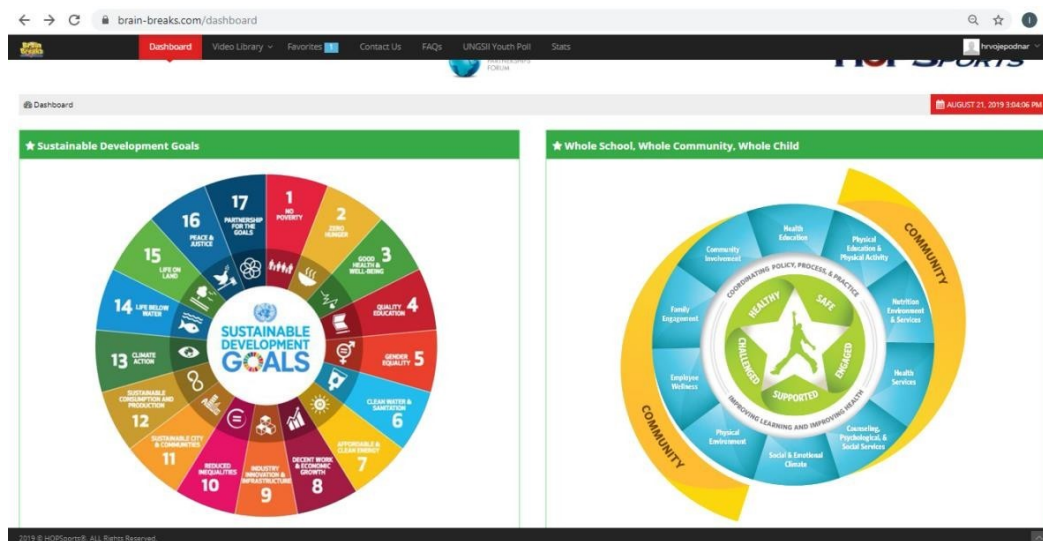 brain-breaks.com/dashboard
Brain
Breaks
Dashboard
Video Library
Favorites 1
Contact Us
FAQs
UNGSII Youth Poll
Stats
hrvojepodnar
PARTNERSHIPS
FORUM
HOPSPORTS
Dashboard
AUGUST 21, 2019 3:04:06 PM
Sustainable Development Goals
1
NO
POVERTY
2
ZERO
HUNGER
GOOD
HEALTH &
WELL-BEING
3
QUALITY
EDUCATION
4
GENDER
EQUALITY
5
CLEAN WATER &
SANITATION
6
AFFORDABLE &
CLEAN ENERGY
7
DECENT WORK
& ECONOMIC
GROWTH
8
INDUSTRY
INNOVATION &
INFRASTRUCTURE
9
REDUCED
INEQUALITIES
10
SUSTAINABLE CITY
& COMMUNITIES
11
SUSTAINABLE
CONSUMPTION AND
PRODUCTION
12
13 CLIMATE
ACTION
14 LIFE BELOW
WATER
15
LIFE ON
LAND
16
PEACE &
JUSTICE
17
PARTNERSHIP
FOR THE
GOALS
SUSTAINABLE
DEVELOPMENT
GOALS
Whole School, Whole Community, Whole Child
COMMUNITY
Health
Education
Physical
Education &
Physical Activity
Nutrition
Environment
& Services
Health
Services
Counseling,
Psychological, &
Social Services
Social & Emotional
Climate
Physical
Environment
Employee
Wellness
Family
Engagement
Community
Involvement
COORDINATING POLICY, PROCESS, & PRACTICE
IMPROVING LEARNING AND IMPROVING HEALTH
HEALTHY
SAFE
ENGAGED
SUPPORTED
CHALLENGED
COMMUNITY
2019 © HOPSports®. ALL Rights Reserved.